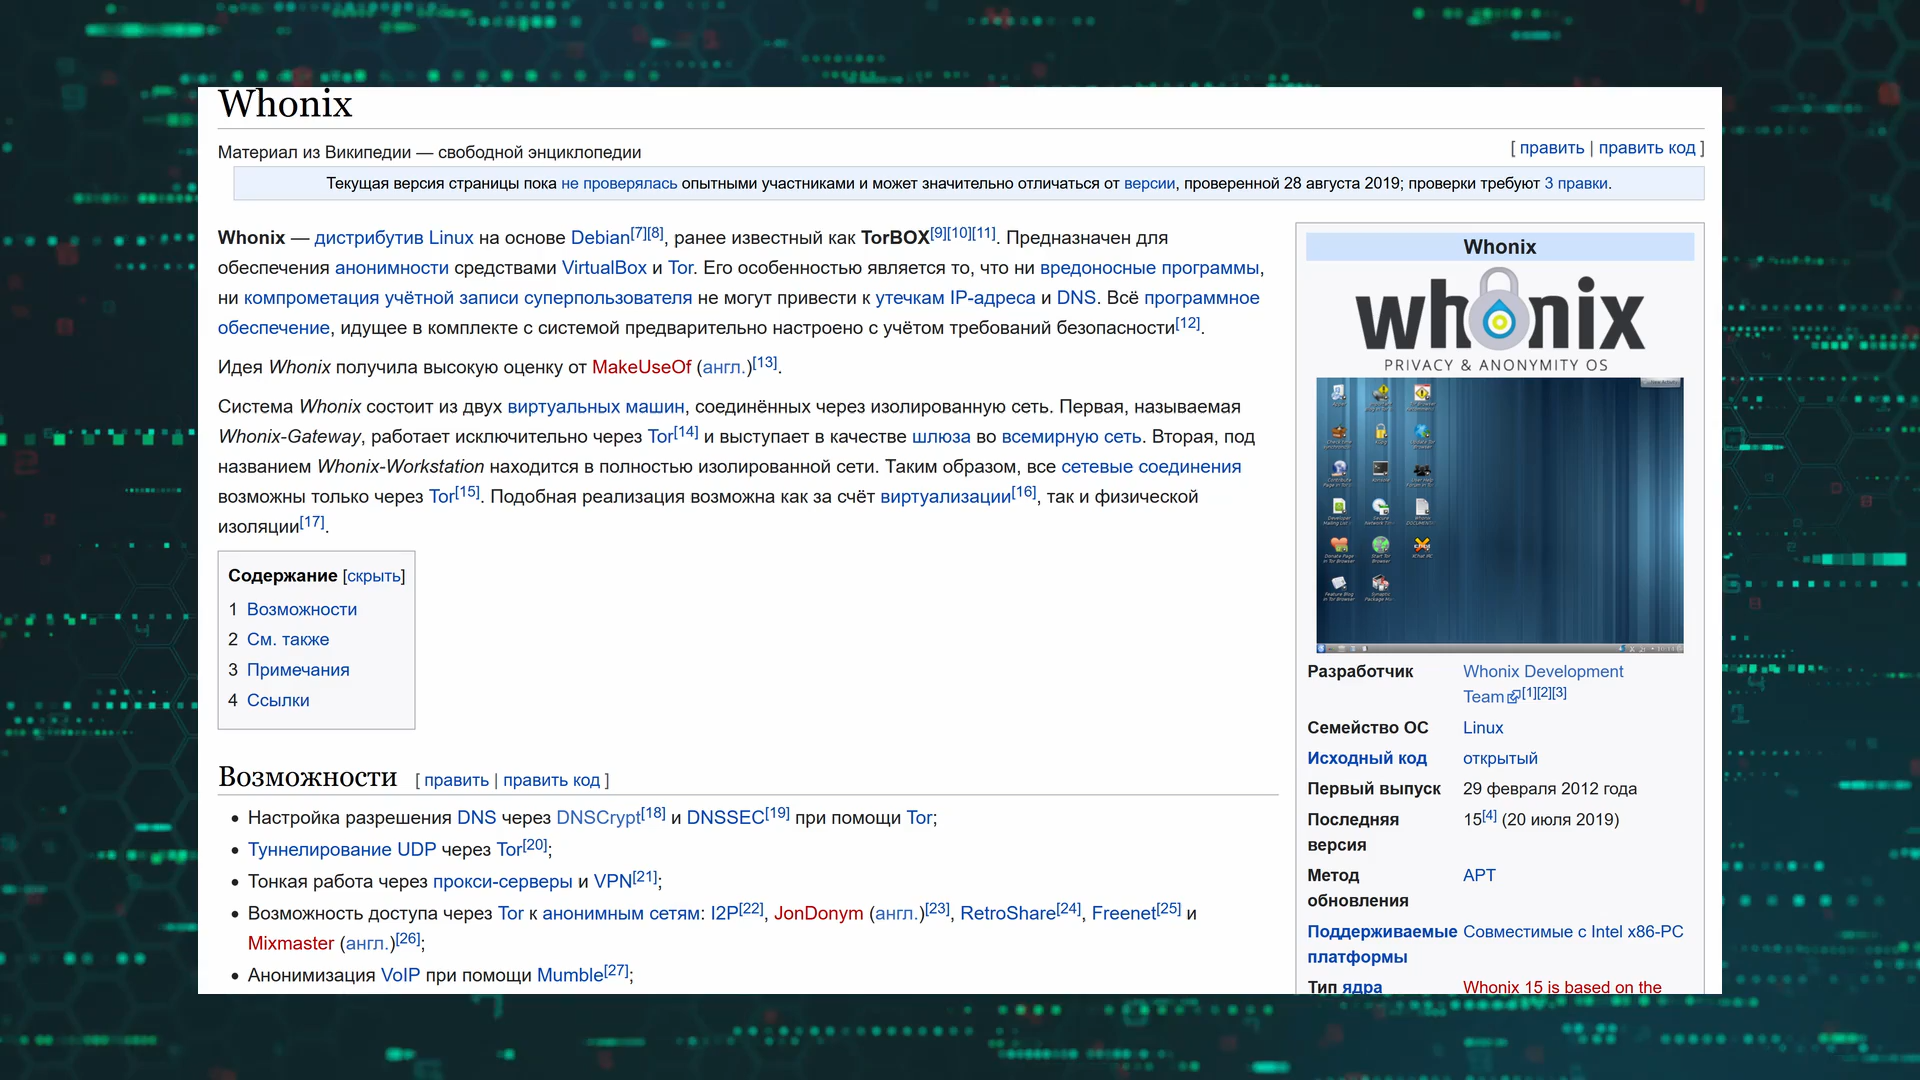 Whonix
Материал из Википедии — свободной энциклопедии
[ править | править код ]
Текущая версия страницы пока не проверялась опытными участниками и может значительно отличаться от версии, проверенной 28 августа 2019; проверки требуют 3 правки.
Whonix — дистрибутив Linux на основе Debian[7][8], ранее известный как TorBOX[9][10][11]. Предназначен для
обеспечения анонимности средствами VirtualBox и Tor. Его особенностью является то, что ни вредоносные программы,
ни компрометация учётной записи суперпользователя не могут привести к утечкам IP-адреса и DNS. Всё программное
обеспечение, идущее в комплекте с системой предварительно настроено с учётом требований безопасности[12].
Идея Whonix получила высокую оценку от MakeUseOf (англ.)[13].
Система Whonix состоит из двух виртуальных машин, соединённых через изолированную сеть. Первая, называемая
Whonix-Gateway, работает исключительно через Tor[14] и выступает в качестве шлюза во всемирную сеть. Вторая, под
названием Whonix-Workstation находится в полностью изолированной сети. Таким образом, все сетевые соединения
возможны только через Tor[15]. Подобная реализация возможна как за счёт виртуализации[16], так и физической
изоляции[17].
Содержание [скрыть]
1 Возможности
2 См. также
3 Примечания
4 Ссылки
Возможности [ править | править код ]
• Настройка разрешения DNS через DNSCrypt[18] и DNSSEC[19] при помощи Tor;
• Туннелирование UDP через Tor[20];
• Тонкая работа через прокси-серверы и VPN[21];
• Возможность доступа через Tor к анонимным сетям: I2P[22], JonDonym (англ.)[23], RetroShare[24], Freenet[25] и
Mixmaster (англ.)[26];
• Анонимизация VoIP при помощи Mumble[27];
Whonix
whonix
PRIVACY & ANONYMITY OS
Разработчик Whonix Development
Team[1][2][3]
Семейство ОС Linux
Исходный код открытый
Первый выпуск 29 февраля 2012 года
Последняя 15[4] (20 июля 2019)
версия
Метод APT
обновления
Поддерживаемые Совместимые с Intel x86-PC
платформы
Тип ядра Whonix 15 is based on the